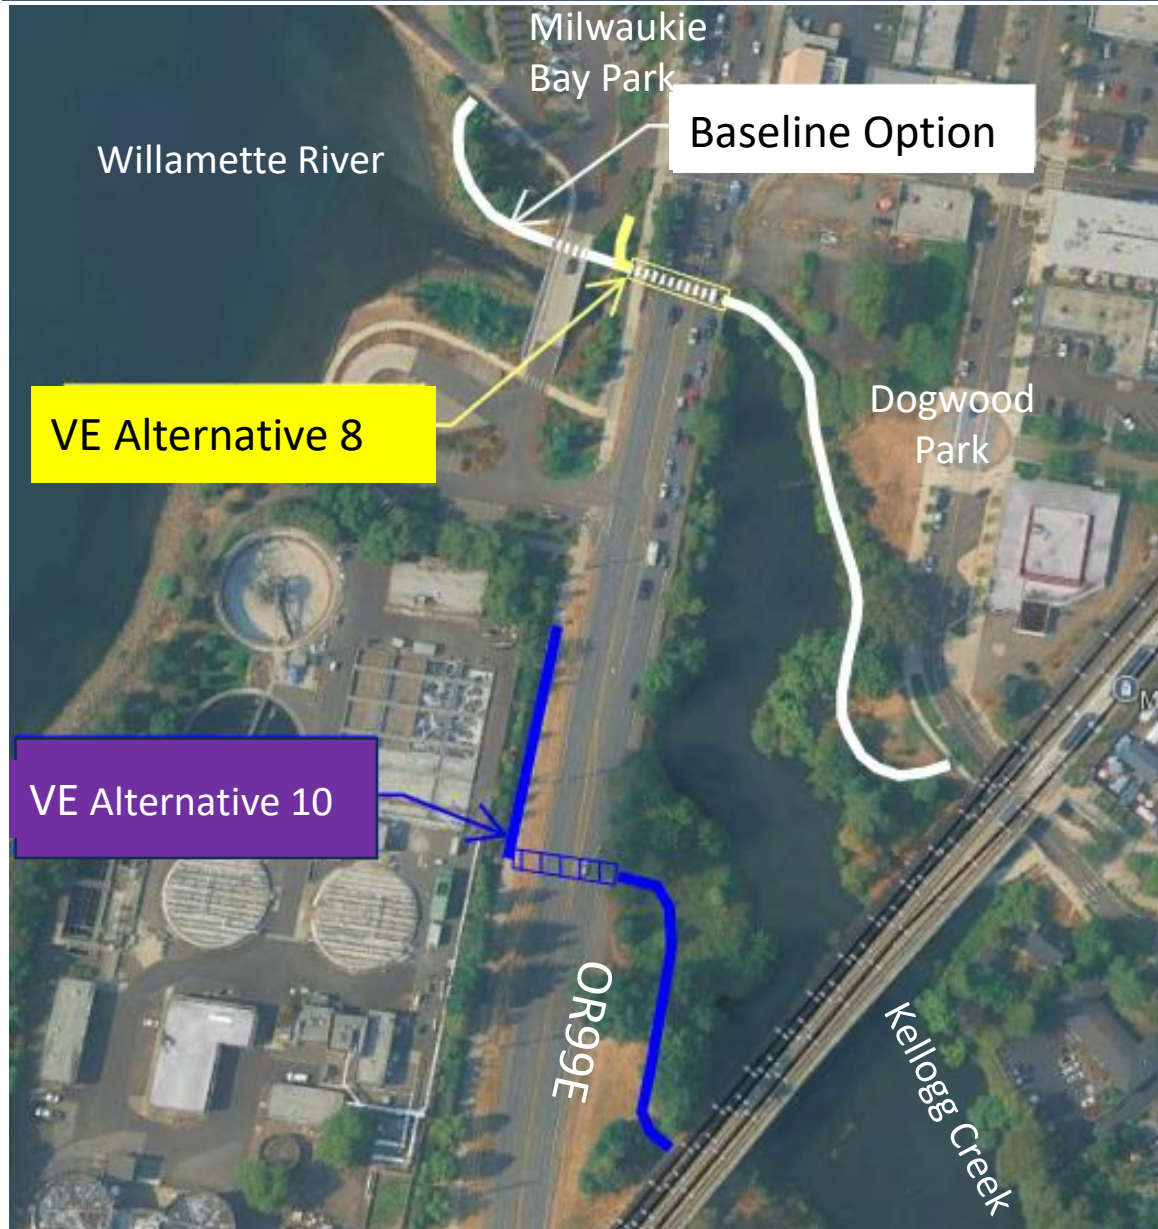 Milwaukie
Bay Park
Baseline Option
Willamette River
VE Alternative 8
Dogwood
Park
M
VE Alternative 10
OR99E
Kellogg Creek